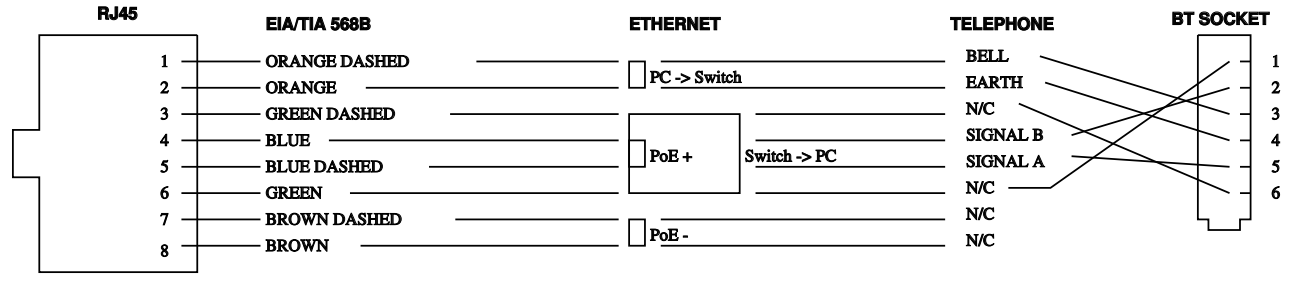 RJ45 EIA/TIA 568B ETHERNET TELEPHONE BT SOCKET
1 ORANGE DASHED BELL 1
PC -> Switch
2 ORANGE EARTH 2
3 GREEN DASHED N/C 3
4 BLUE SIGNAL B 4
PoE + Switch -> PC
5 BLUE DASHED SIGNAL A 5
6 GREEN N/C 6
7 BROWN DASHED N/C
PoE -
8 BROWN N/C